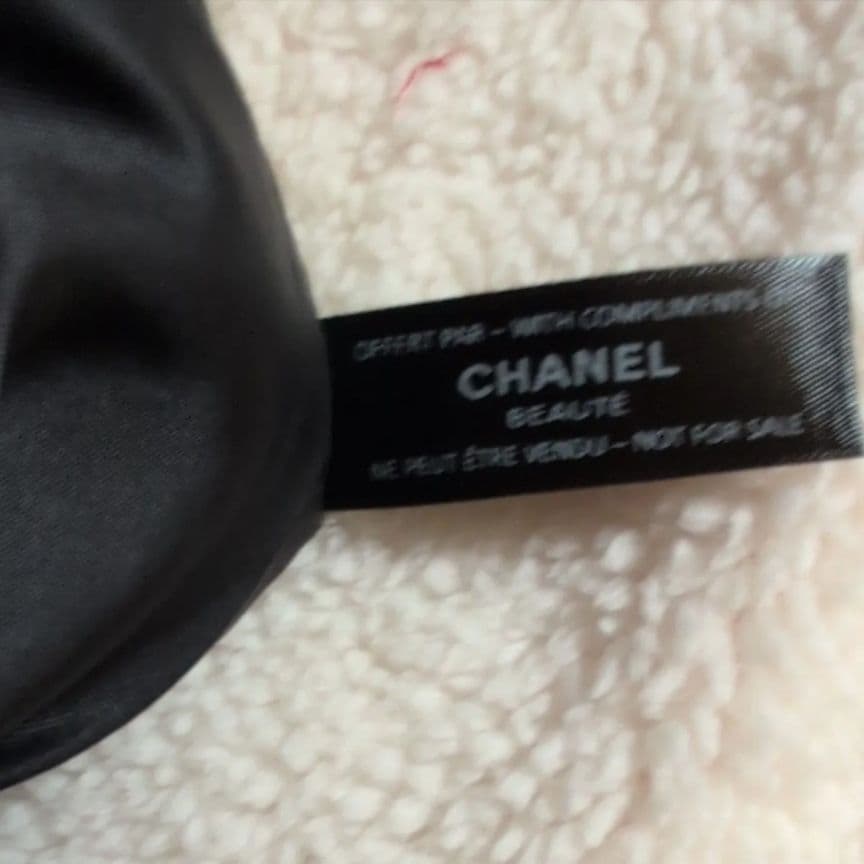 OFFERT PAR - WITH COMPLIMENTS
CHANEL
BEAUTÉ
NE PEUT ÊTRE VENDU - NOT FOR SALE